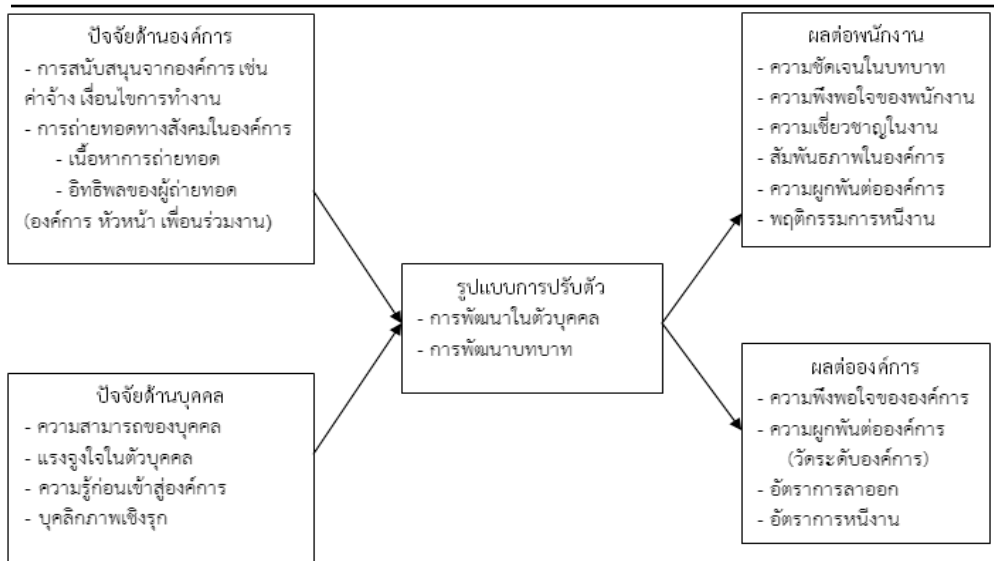 ปัจจัยด้านองค์การ
- การสนับสนุนจากองค์การ เช่น
ค่าจ้าง เงื่อนไขการทำงาน
- การถ่ายทอดทางสังคมในองค์การ
- เนื้อหาการถ่ายทอด
- อิทธิพลของผู้ถ่ายทอด
(องค์การ หัวหน้า เพื่อนร่วมงาน)
ปัจจัยด้านบุคคล
- ความสามารถของบุคคล
- แรงจูงใจในตัวบุคคล
- ความรู้ก่อนเข้าสู่องค์การ
- บุคลิกภาพเชิงรุก
รูปแบบการปรับตัว
- การพัฒนาในตัวบุคคล
- การพัฒนาบทบาท
ผลต่อพนักงาน
- ความชัดเจนในบทบาท
- ความพึงพอใจของพนักงาน
- ความเชี่ยวชาญในงาน
- สัมพันธภาพในองค์การ
- ความผูกพันต่อองค์การ
- พฤติกรรมการหนีงาน
ผลต่อองค์การ
- ความพึงพอใจขององค์การ
- ความผูกพันต่อองค์การ
(วัดระดับองค์การ)
- อัตราการลาออก
- อัตราการหนีงาน